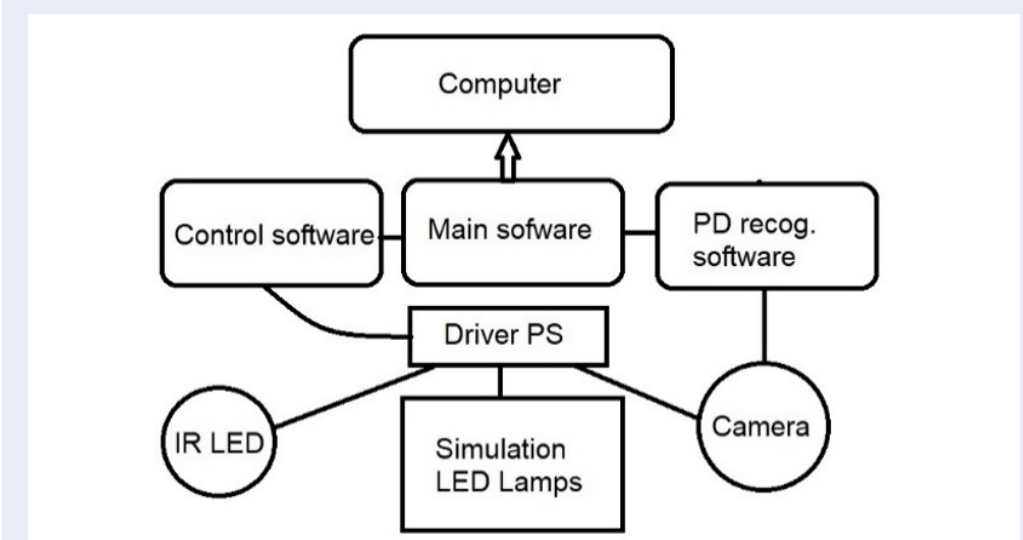 Computer
Control software
Main sofware
PD recog.
software
Driver PS
IR LED
Simulation
LED Lamps
Camera